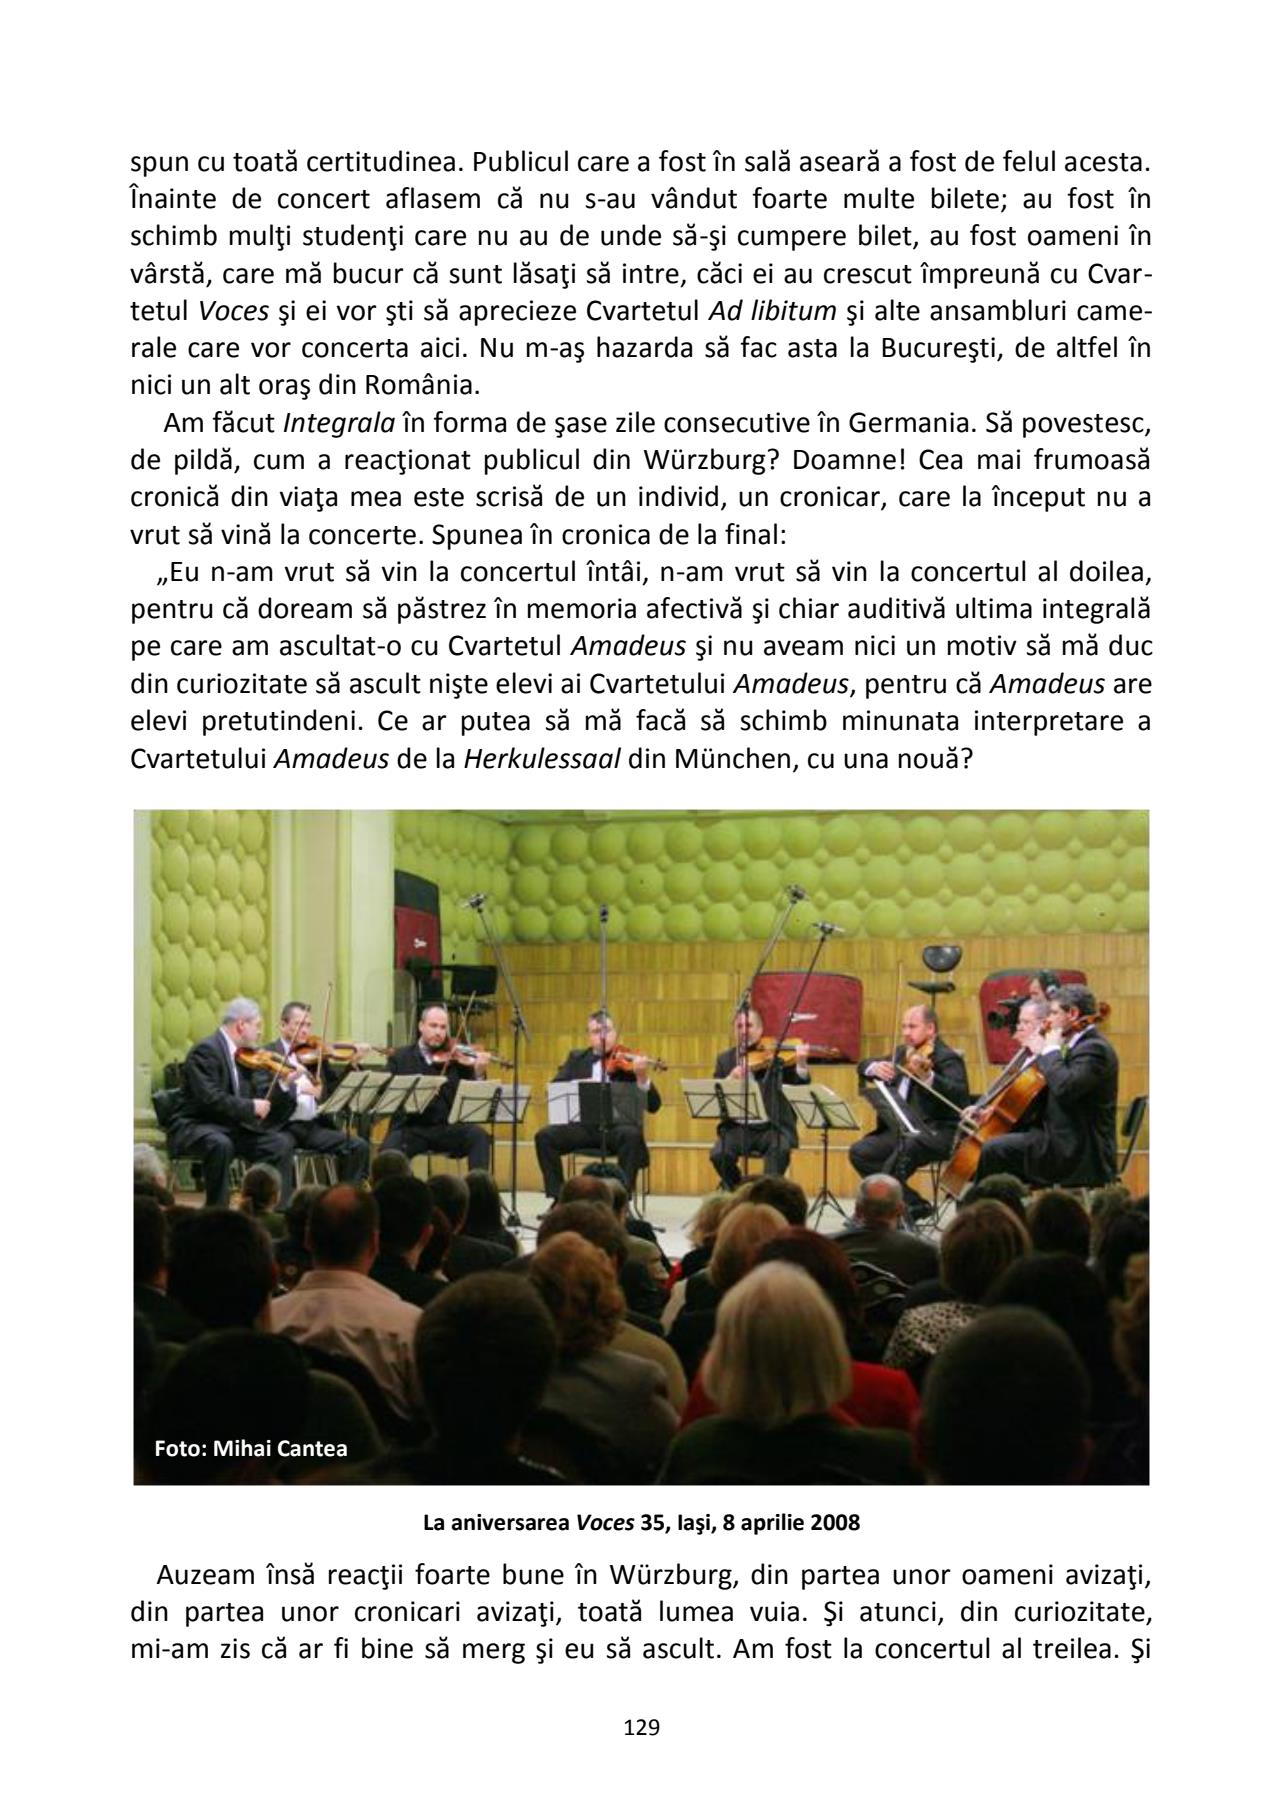 spun cu toată certitudinea. Publicul care a fost în sală aseară a fost de felul acesta.
Înainte de concert aflasem că nu s-au vândut foarte multe bilete; au fost în
schimb mulţi studenţi care nu au de unde să-şi cumpere bilet, au fost oameni în
vârstă, care mă bucur că sunt lăsaţi să intre, căci ei au crescut împreună cu Cvar-
tetul Voces şi ei vor şti să aprecieze Cvartetul Ad libitum şi alte ansambluri came-
rale care vor concerta aici. Nu m-aş hazarda să fac asta la Bucureşti, de altfel în
nici un alt oraş din România.
Am făcut Integrala în forma de şase zile consecutive în Germania. Să povestesc,
de pildă, cum a reacţionat publicul din Würzburg? Doamne! Cea mai frumoasă
cronică din viaţa mea este scrisă de un individ, un cronicar, care la început nu a
vrut să vină la concerte. Spunea în cronica de la final:
„Eu n-am vrut să vin la concertul întâi, n-am vrut să vin la concertul al doilea,
pentru că doream să păstrez în memoria afectivă şi chiar auditivă ultima integrală
pe care am ascultat-o cu Cvartetul Amadeus şi nu aveam nici un motiv să mă duc
din curiozitate să ascult nişte elevi ai Cvartetului Amadeus, pentru că Amadeus are
elevi pretutindeni. Ce ar putea să mă facă să schimb minunata interpretare a
Cvartetului Amadeus de la Herkulessaal din München, cu una nouă?
Foto: Mihai Cantea
La aniversarea Voces 35, Iaşi, 8 aprilie 2008
Auzeam însă reacţii foarte bune în Würzburg, din partea unor oameni avizaţi,
din partea unor cronicari avizaţi, toată lumea vuia. Şi atunci, din curiozitate,
mi-am zis că ar fi bine să merg şi eu să ascult. Am fost la concertul al treilea. Şi
129